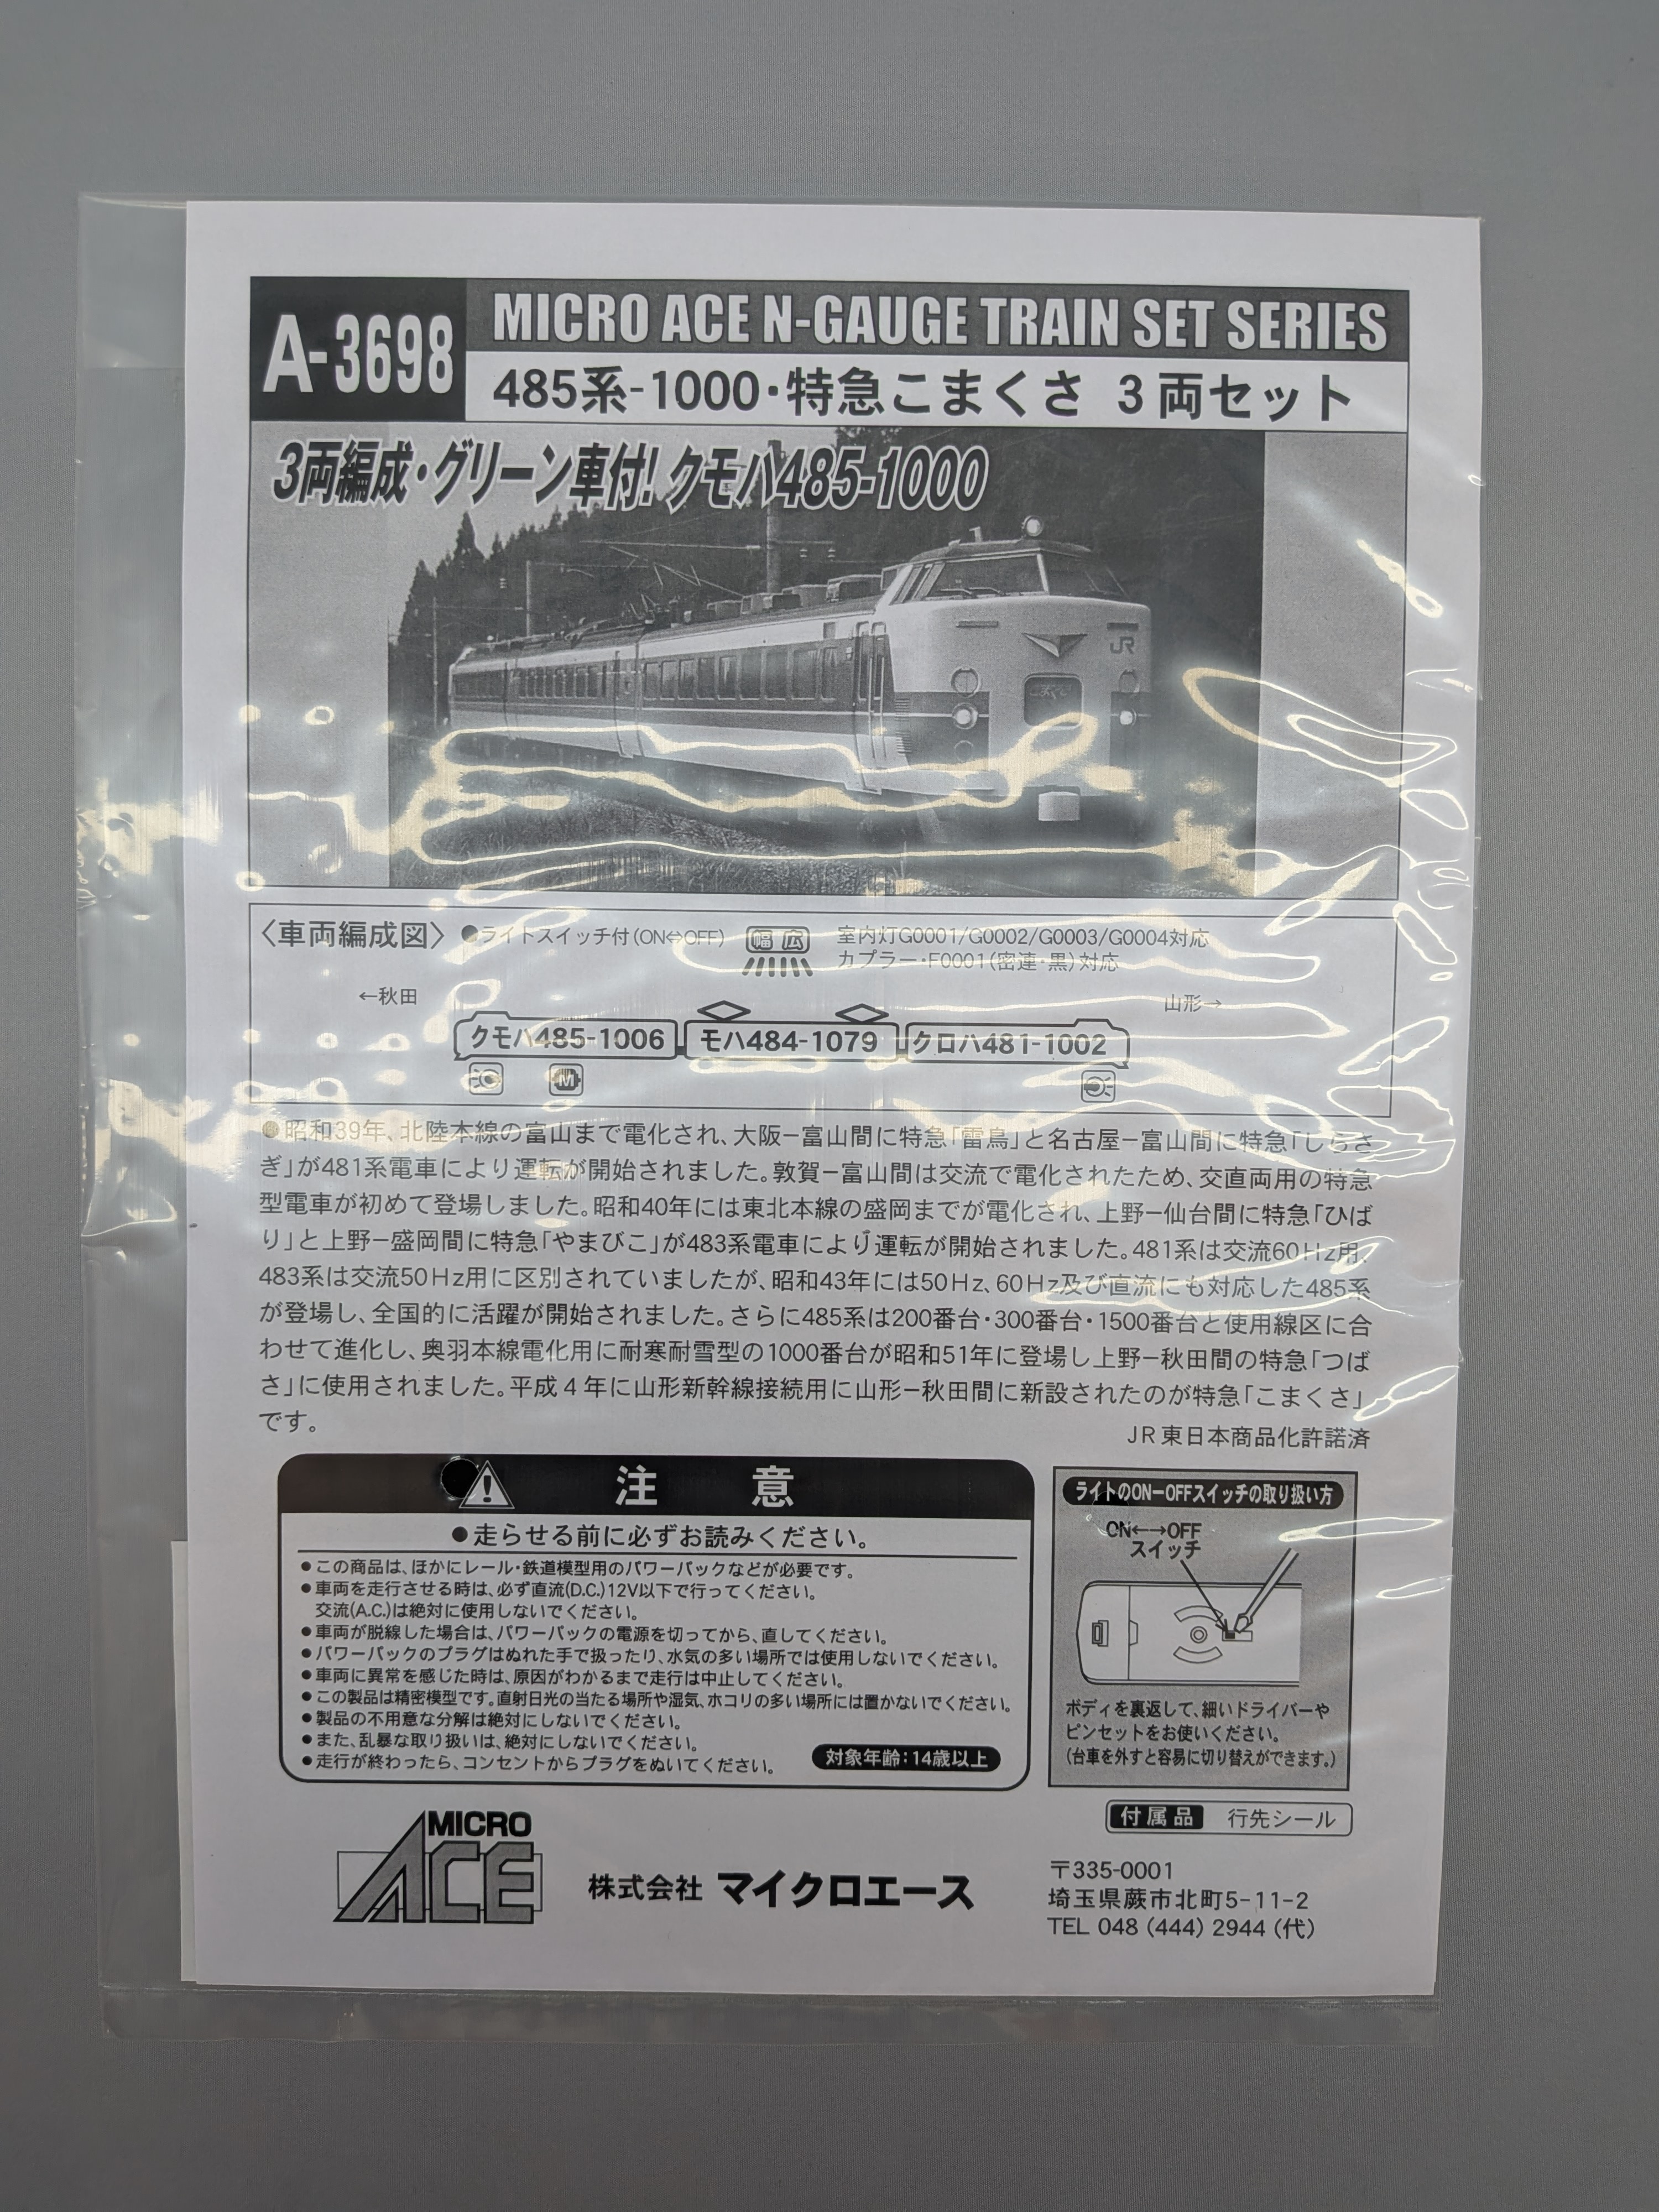 A-3698
MICRO ACE N-GAUGE TRAIN SET SERIES
485系-1000・特急こまくさ 3両セット
3両編成・グリーン車付! クモハ485-1000
JR
こまくさ
〈車両編成図〉 ●ライトスイッチ付(ON⇔OFF) 幅広 室内灯G0001/G0002/G0003/G0004対応
カプラー・F0001(密連・黒)対応
←秋田 山形→
クモハ485-1006 モハ484-1079 クロハ481-1002
M
●昭和39年、北陸本線の富山まで電化され、大阪−富山間に特急「雷鳥」と名古屋−富山間に特急「しらさ
ぎ」が481系電車により運転が開始されました。敦賀−富山間は交流で電化されたため、交直両用の特急
型電車が初めて登場しました。昭和40年には東北本線の盛岡までが電化され、上野−仙台間に特急「ひば
り」と上野−盛岡間に特急「やまびこ」が483系電車により運転が開始されました。481系は交流60Hz用、
483系は交流50Hz用に区別されていましたが、昭和43年には50Hz、60Hz及び直流にも対応した485系
が登場し、全国的に活躍が開始されました。さらに485系は200番台・300番台・1500番台と使用線区に合
わせて進化し、奥羽本線電化用に耐寒耐雪型の1000番台が昭和51年に登場し上野−秋田間の特急「つば
さ」に使用されました。平成4年に山形新幹線接続用に山形−秋田間に新設されたのが特急「こまくさ」
です。
JR東日本商品化許諾済
注意
●走らせる前に必ずお読みください。
●この商品は、ほかにレール・鉄道模型用のパワーパックなどが必要です。
●車両を走行させる時は、必ず直流(D.C.)12V以下で行ってください。
交流(A.C.)は絶対に使用しないでください。
●車両が脱線した場合は、パワーパックの電源を切ってから、直してください。
●パワーパックのプラグはぬれた手で扱ったり、水気の多い場所では使用しないでください。
●車両に異常を感じた時は、原因がわかるまで走行は中止してください。
●この製品は精密模型です。直射日光の当たる場所や湿気、ホコリの多い場所には置かないでください。
●製品の不用意な分解は絶対にしないでください。
●また、乱暴な取り扱いは、絶対にしないでください。
●走行が終わったら、コンセントからプラグをぬいてください。
対象年齢：14歳以上
ライトのON−OFFスイッチの取り扱い方
ON←→OFF
スイッチ
ボディを裏返して、細いドライバーや
ピンセットをお使いください。
(台車を外すと容易に切り替えができます。)
付属品 行先シール
MICRO
ACE
株式会社 マイクロエース
〒335-0001
埼玉県蕨市北町5-11-2
TEL 048 (444) 2944 (代)